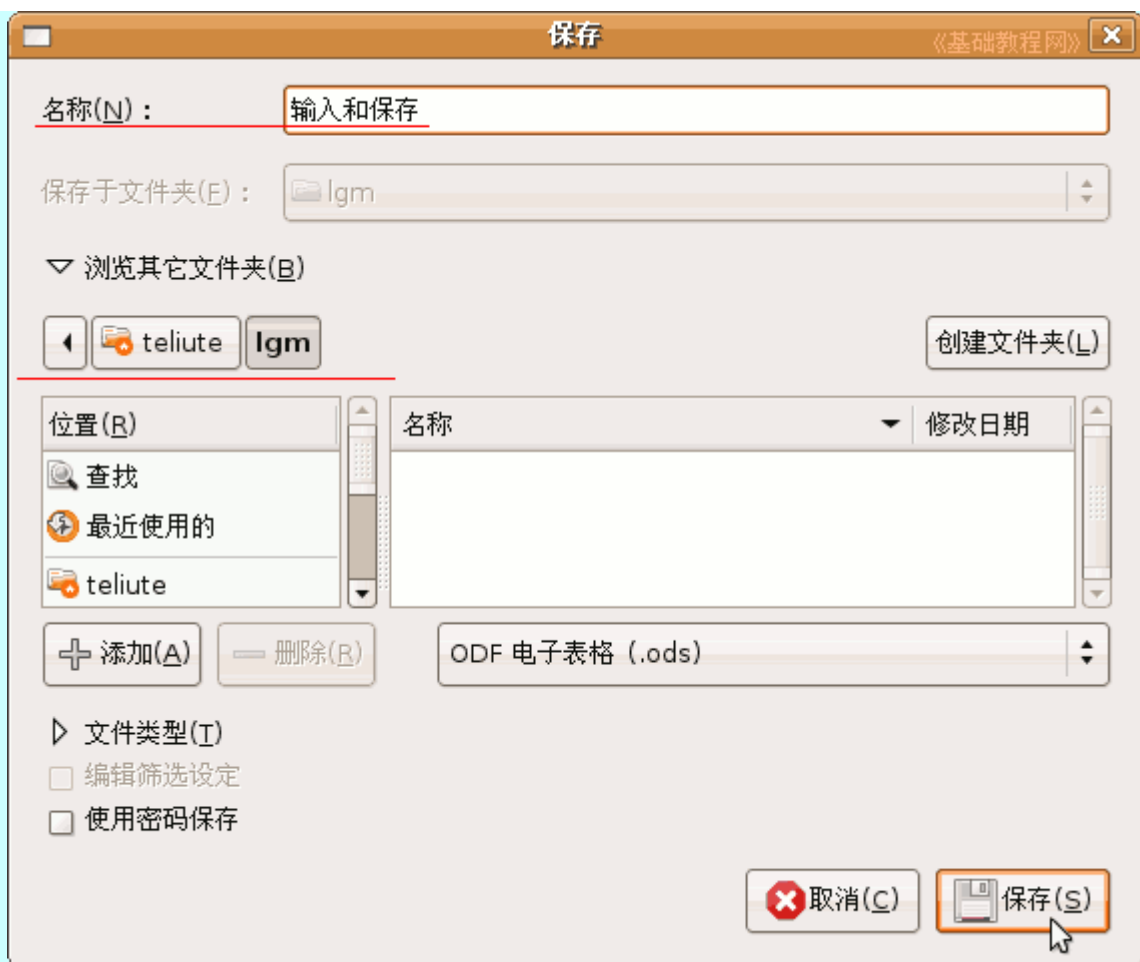 保存
《基础教程网》
名称(N)： 输入和保存
保存于文件夹(F)： lgm
浏览其它文件夹(B)
teliute lgm 创建文件夹(L)
位置(R) 名称 修改日期
查找
最近使用的
teliute
添加(A) 删除(R) ODF 电子表格 (.ods)
文件类型(T)
编辑筛选设定
使用密码保存
取消(C) 保存(S)